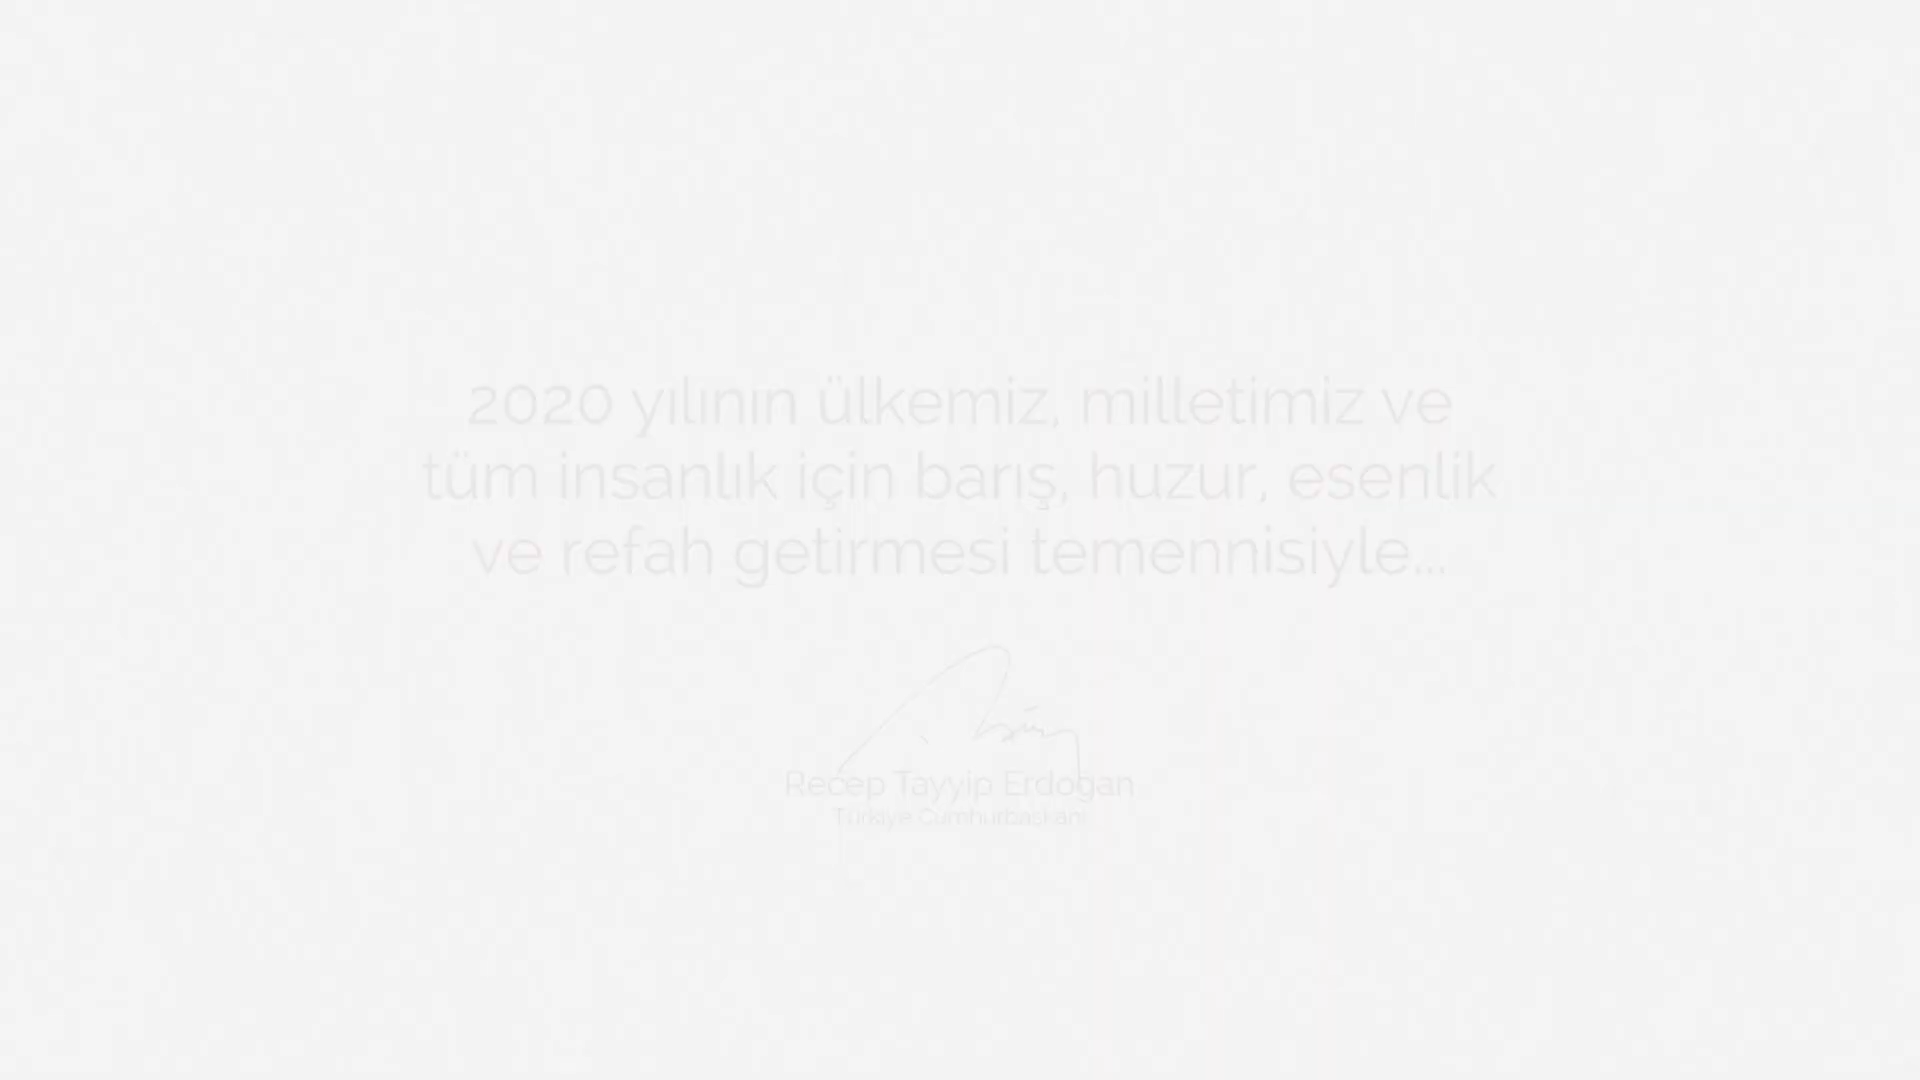 2020 yılının ülkemiz, milletimiz ve
tüm insanlık için barış, huzur, esenlik
ve refah getirmesi temennisiyle...
Recep Tayyip Erdoğan
Türkiye Cumhurbaşkanı